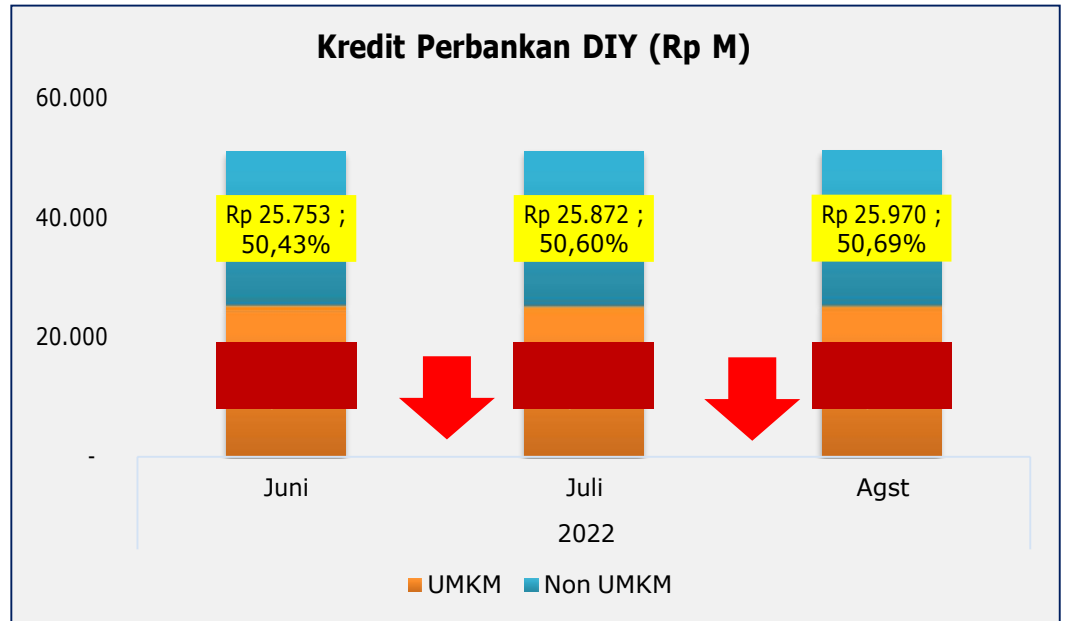 Kredit Perbankan DIY (Rp M)
60.000
40.000
20.000
-
Rp 25.753 ;
50,43%
Rp 25.872 ;
50,60%
Rp 25.970 ;
50,69%
Juni
Juli
Agst
2022
UMKM
Non UMKM